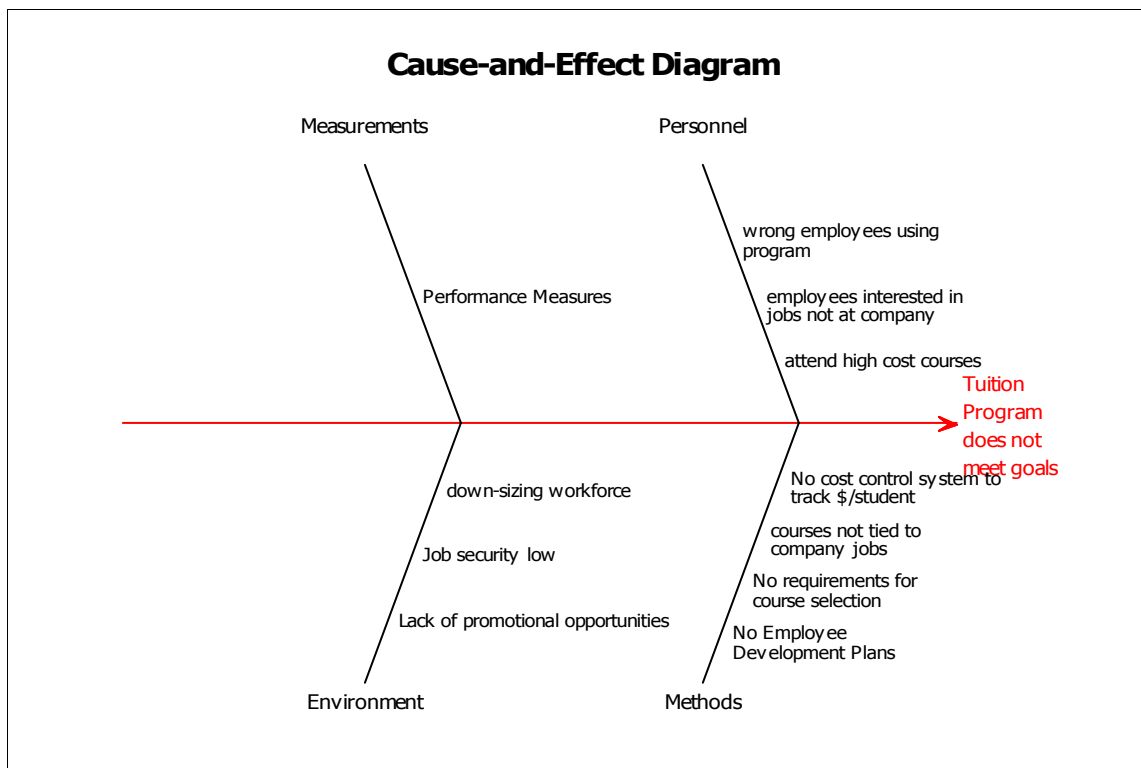 Cause-and-Effect Diagram
Measurements
Personnel
wrong employees using
program
Performance Measures
employees interested in
jobs not at company
attend high cost courses
Tuition
Program
does not
meet goals
No cost control system to
track $/student
down-sizing workforce
courses not tied to
company jobs
Job security low
No requirements for
course selection
Lack of promotional opportunities
No Employee
Development Plans
Environment
Methods